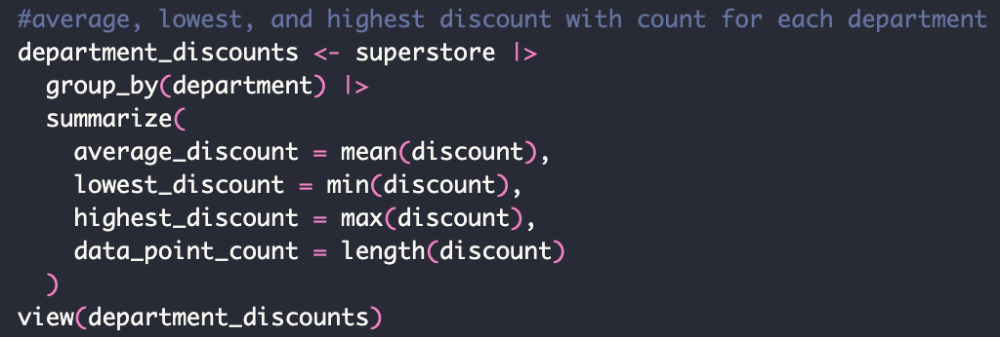 #average, lowest, and highest discount with count for each department
department_discounts <- superstore |>
  group_by(department) |>
  summarize(
    average_discount = mean(discount),
    lowest_discount = min(discount),
    highest_discount = max(discount),
    data_point_count = length(discount)
  )
view(department_discounts)